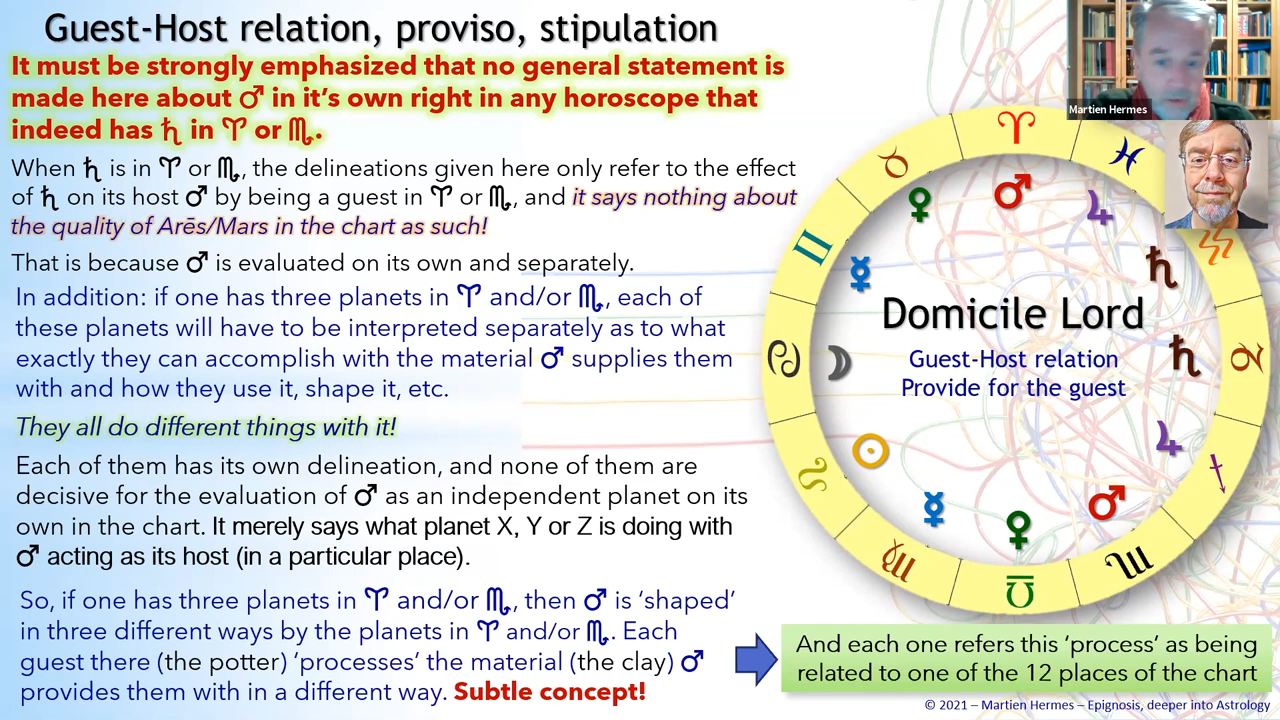 Guest-Host relation, proviso, stipulation
It must be strongly emphasized that no general statement is
made here about ♂ in it's own right in any horoscope that
indeed has ♄ in ♈ or ♏.
When ♄ is in ♈ or ♏, the delineations given here only refer to the effect
of ♄ on its host ♂ by being a guest in ♈ or ♏, and it says nothing about
the quality of Arēs/Mars in the chart as such!
That is because ♂ is evaluated on its own and separately.
In addition: if one has three planets in ♈ and/or ♏, each of
these planets will have to be interpreted separately as to what
exactly they can accomplish with the material ♂ supplies them
with and how they use it, shape it, etc.
They all do different things with it!
Each of them has its own delineation, and none of them are
decisive for the evaluation of ♂ as an independent planet on its
own in the chart. It merely says what planet X, Y or Z is doing with
♂ acting as its host (in a particular place).
So, if one has three planets in ♈ and/or ♏, then ♂ is 'shaped'
in three different ways by the planets in ♈ and/or ♏. Each
guest there (the potter) 'processes' the material (the clay) ♂
provides them with in a different way. Subtle concept!
Martien Hermes
♈
♉ ♓
♀ ♂ ♃
♊ ♒
☿ ♄
Domicile Lord
Guest-Host relation
Provide for the guest
♋ ☽ ♄ ♑
☉ ♃
♌ ♐
☿ ♀ ♂
♍ ♏
♎
And each one refers this 'process' as being
related to one of the 12 places of the chart
© 2021 – Martien Hermes – Epignosis, deeper into Astrology